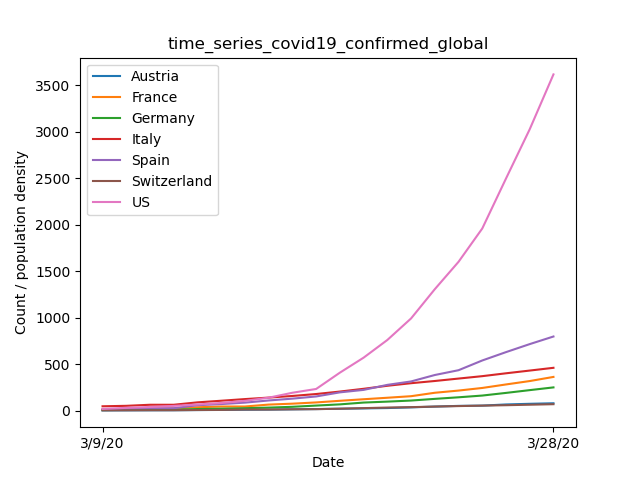 time_series_covid19_confirmed_global
Count / population density
3500
3000
2500
2000
1500
1000
500
0
Austria
France
Germany
Italy
Spain
Switzerland
US
3/9/20
3/28/20
Date